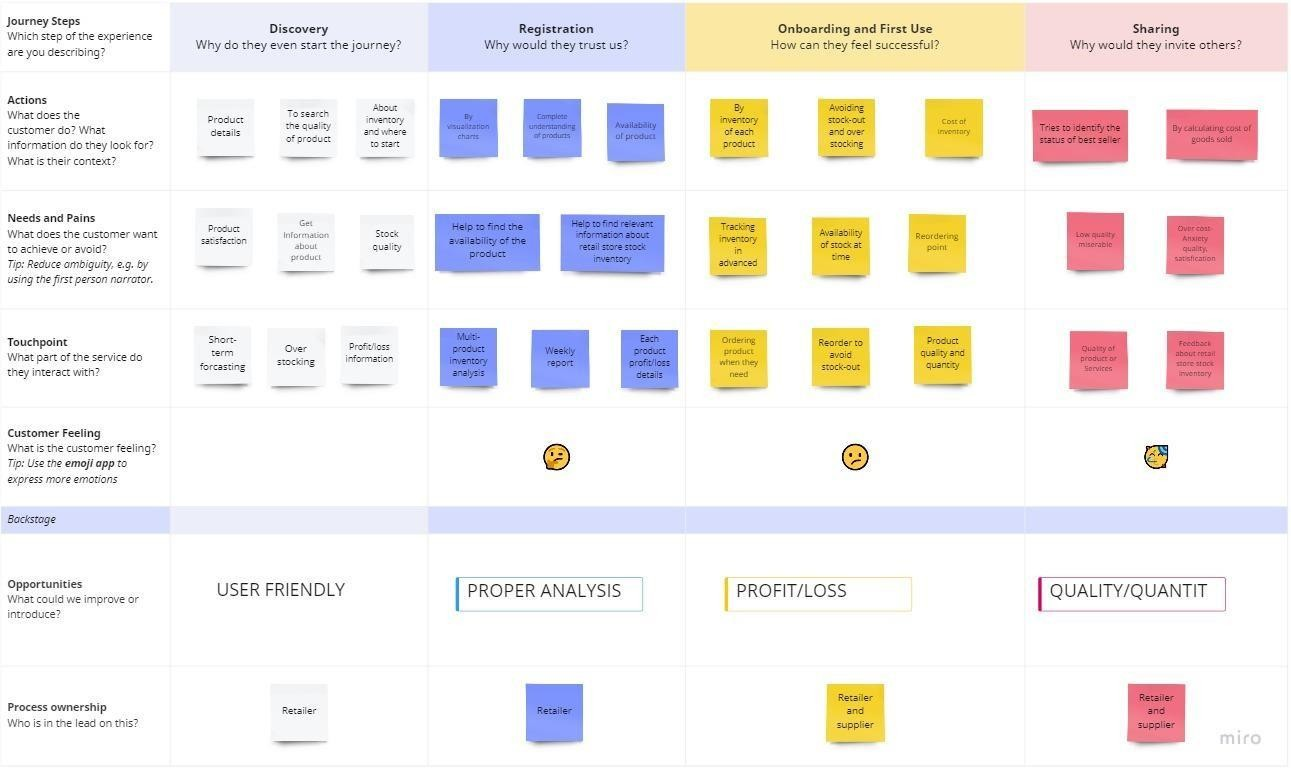 Journey Steps
Which step of the experience
are you describing?
Discovery
Why do they even start the journey?
Registration
Why would they trust us?
Onboarding and First Use
How can they feel successful?
Sharing
Why would they invite others?
Actions
What does the
customer do? What
information do they look for?
What is their context?
Product
details
To search
the quality
of product
About
inventory
and where
to start
By
visualization
charts
Complete
understanding
of products
Availability
of product
By
inventory
of each
product
Avoiding
stock-out
and over
stocking
Cost of
inventory
Tries to identify the
status of best seller
By calculating cost of
goods sold
Needs and Pains
What does the customer want
to achieve or avoid?
Tip: Reduce ambiguity, e.g. by
using the first person narrator.
Product
satisfaction
Get
Information
about
product
Stock
quality
Help to find the
availability of the
product
Help to find relevant
information about
retail store stock
inventory
Tracking
inventory
in
advanced
Availability
of stock at
time
Reordering
point
Low quality
miserable
Over cost-
Anxiety
quality,
satisfication
Touchpoint
What part of the service do
they interact with?
Short-
term
forcasting
Over
stocking
Profit/loss
information
Multi-
product
inventory
analysis
Weekly
report
Each
product
profit/loss
details
Ordering
product
when they
need
Reorder to
avoid
stock-out
Product
quality and
quantity
Quality of
product or
Services
Feedback
about retail
store stock
inventory
Customer Feeling
What is the customer feeling?
Tip: Use the emoji app to
express more emotions
Backstage
Opportunities
What could we improve or
introduce?
USER FRIENDLY
PROPER ANALYSIS
PROFIT/LOSS
QUALITY/QUANTIT
Process ownership
Who is in the lead on this?
Retailer
Retailer
Retailer
and
supplier
Retailer
and
supplier
miro